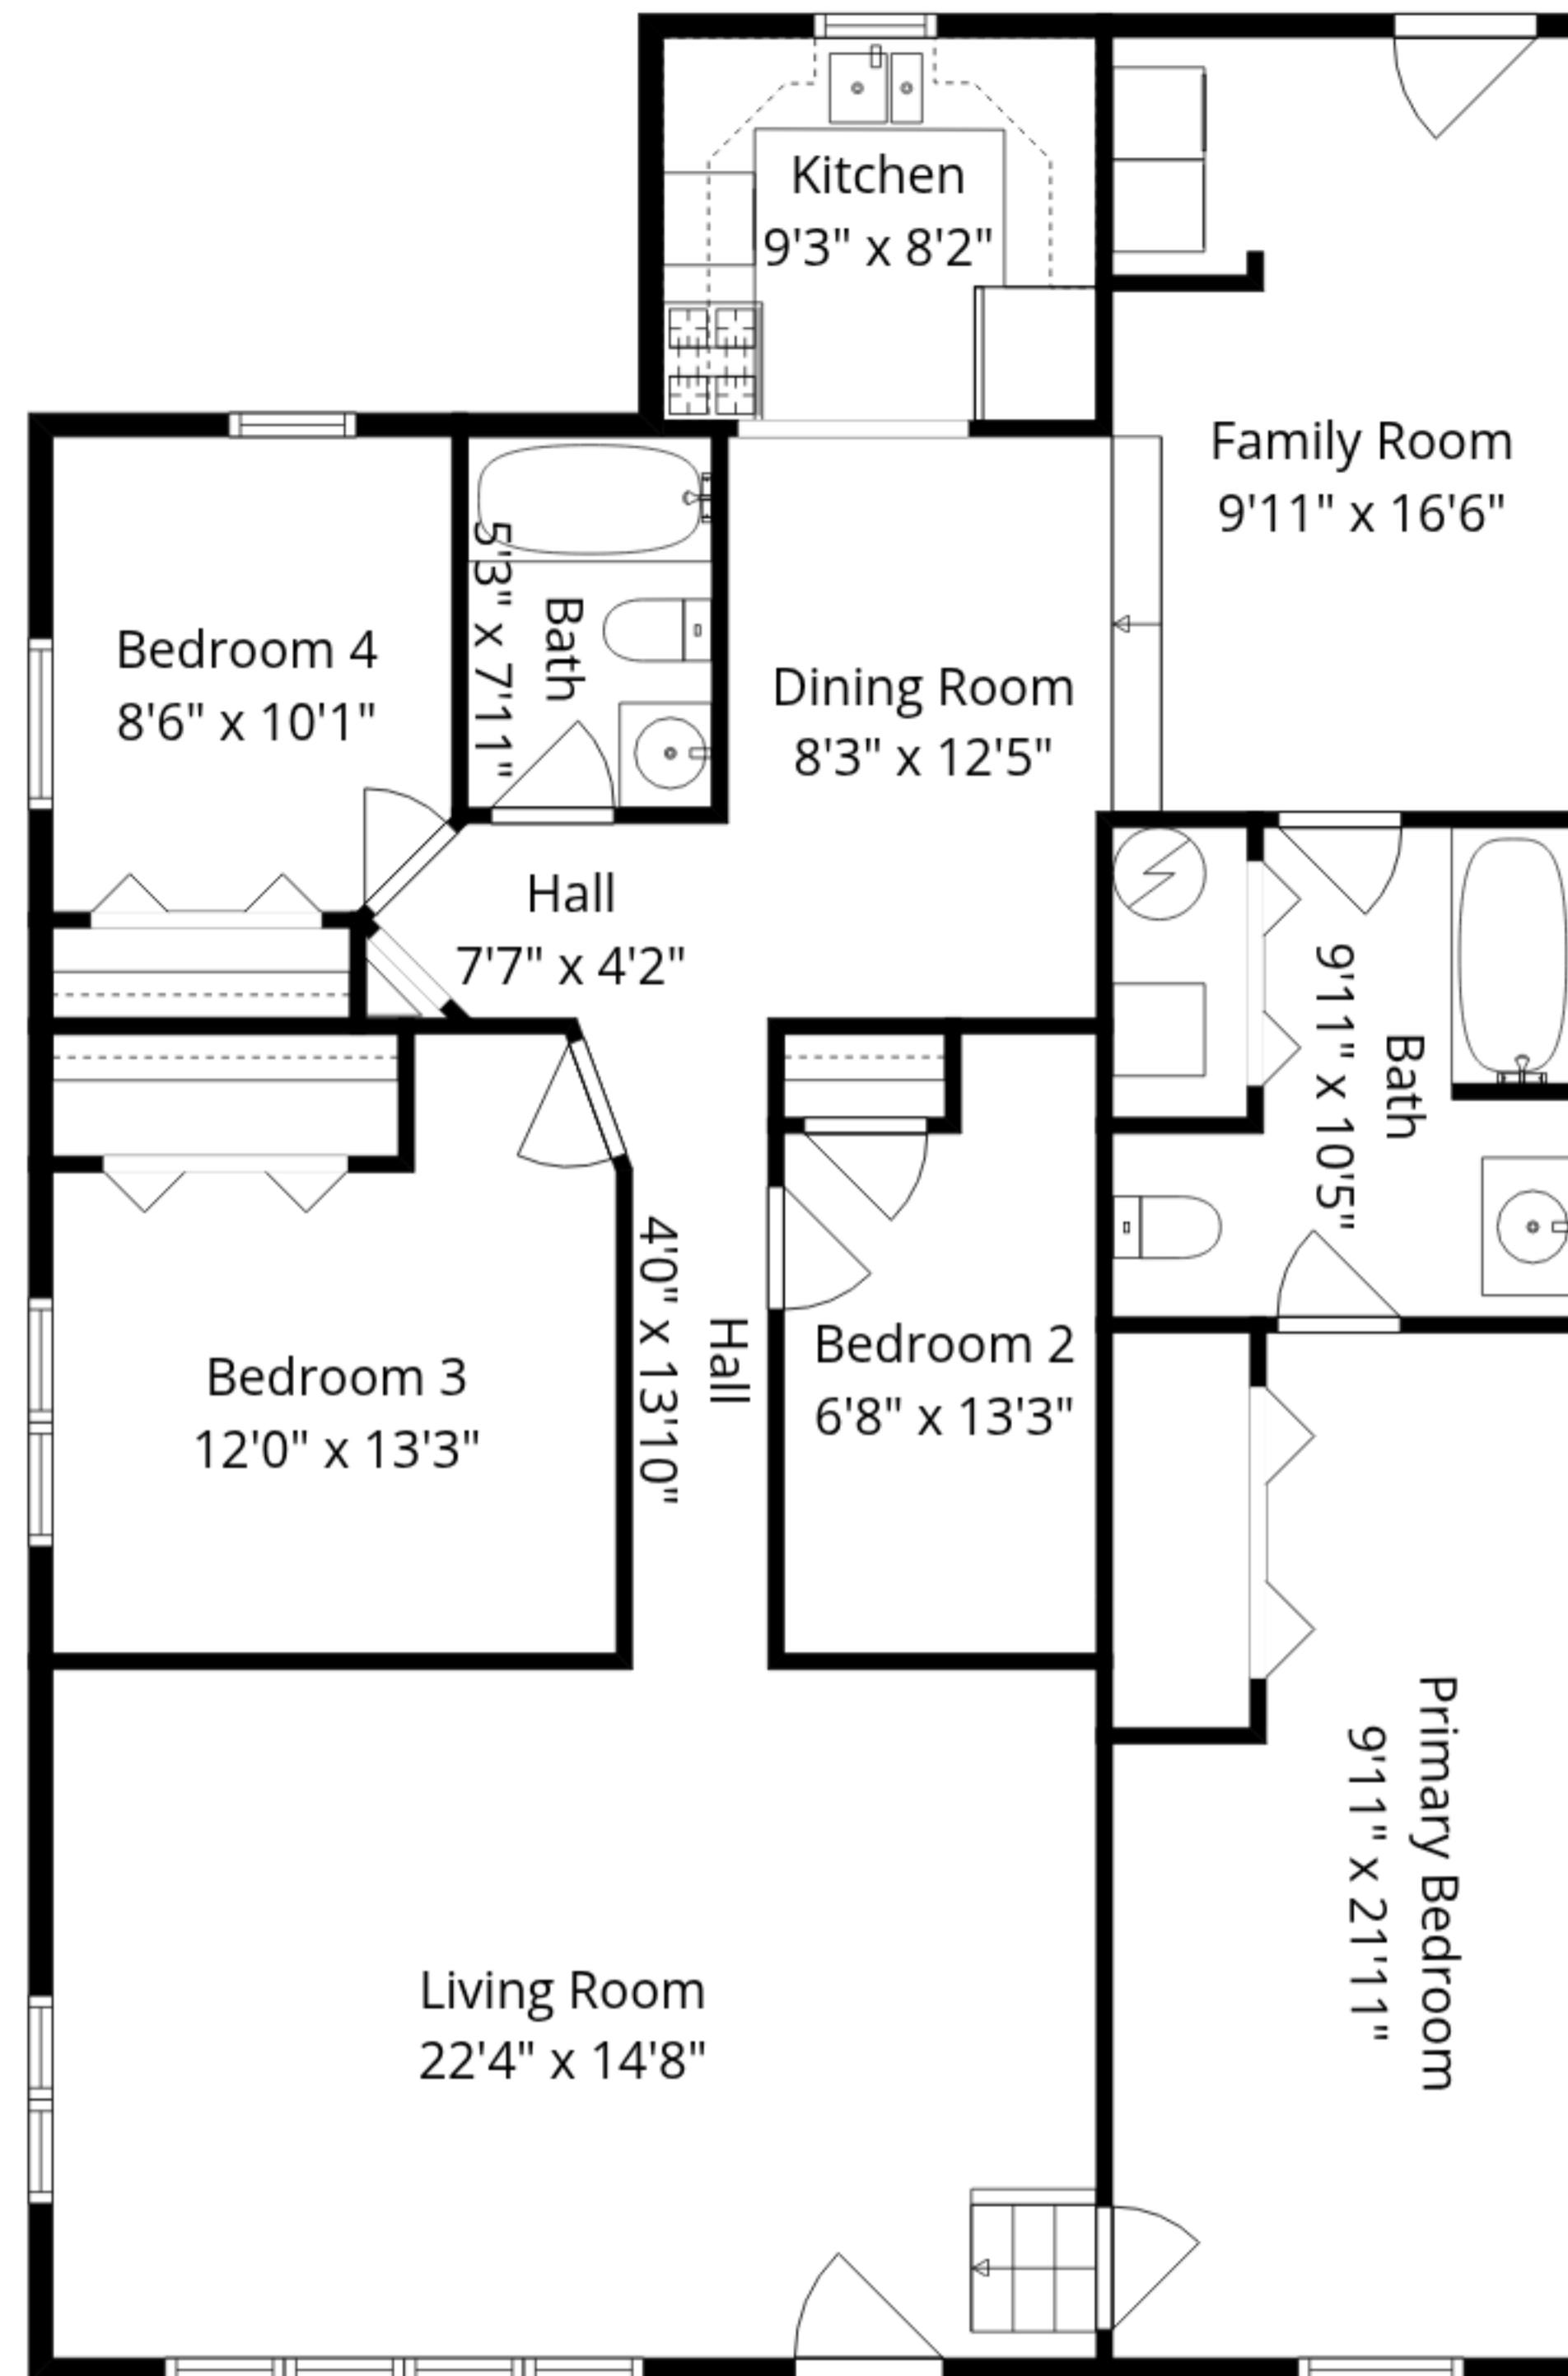 Kitchen
9'3" x 8'2"
Family Room
9'11" x 16'6"
Bedroom 4
8'6" x 10'1"
Bath
5'3" x 7'11"
Dining Room
8'3" x 12'5"
Hall
7'7" x 4'2"
Bath
9'11" x 10'5"
Hall
4'0" x 13'10"
Bedroom 2
6'8" x 13'3"
Bedroom 3
12'0" x 13'3"
Primary Bedroom
9'11" x 21'11"
Living Room
22'4" x 14'8"